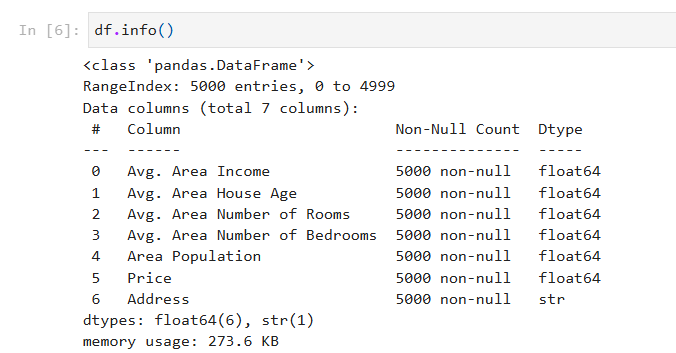 In [6]: df.info()
<class 'pandas.DataFrame'>
RangeIndex: 5000 entries, 0 to 4999
Data columns (total 7 columns):
 #   Column                        Non-Null Count  Dtype
---  ------                        --------------  -----
 0   Avg. Area Income              5000 non-null   float64
 1   Avg. Area House Age           5000 non-null   float64
 2   Avg. Area Number of Rooms     5000 non-null   float64
 3   Avg. Area Number of Bedrooms  5000 non-null   float64
 4   Area Population               5000 non-null   float64
 5   Price                         5000 non-null   float64
 6   Address                       5000 non-null   str
dtypes: float64(6), str(1)
memory usage: 273.6 KB